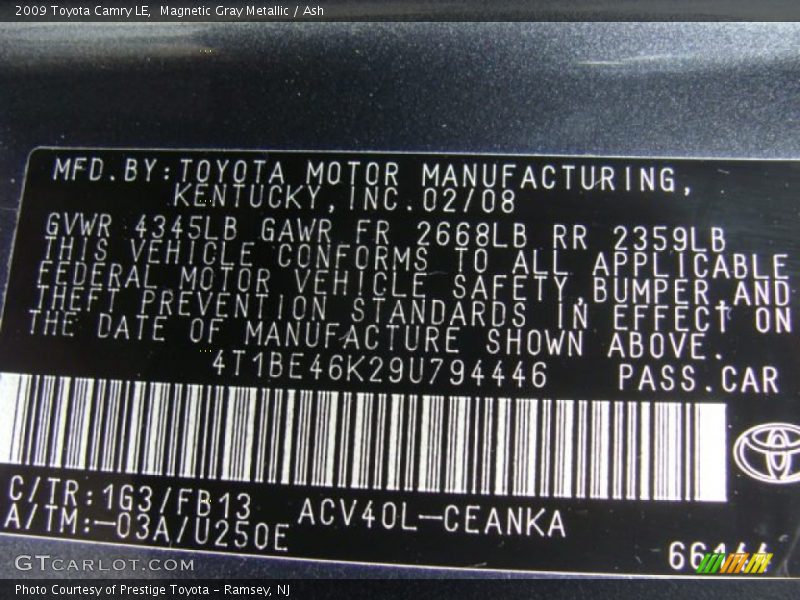 2009 Toyota Camry LE,  Magnetic Gray Metallic / Ash
MFD.BY:TOYOTA MOTOR MANUFACTURING,
KENTUCKY,INC.02/08
GVWR 4345LB GAWR FR 2668LB RR 2359LB
THIS VEHICLE CONFORMS TO ALL APPLICABLE
FEDERAL MOTOR VEHICLE SAFETY,BUMPER,AND
THEFT PREVENTION STANDARDS IN EFFECT ON
THE DATE OF MANUFACTURE SHOWN ABOVE.
4T1BE46K29U794446 PASS.CAR
C/TR:1G3/FB13 ACV40L-CEANKA
A/TM:-03A/U250E
GTCARLOT.COM
Photo Courtesy of Prestige Toyota - Ramsey, NJ